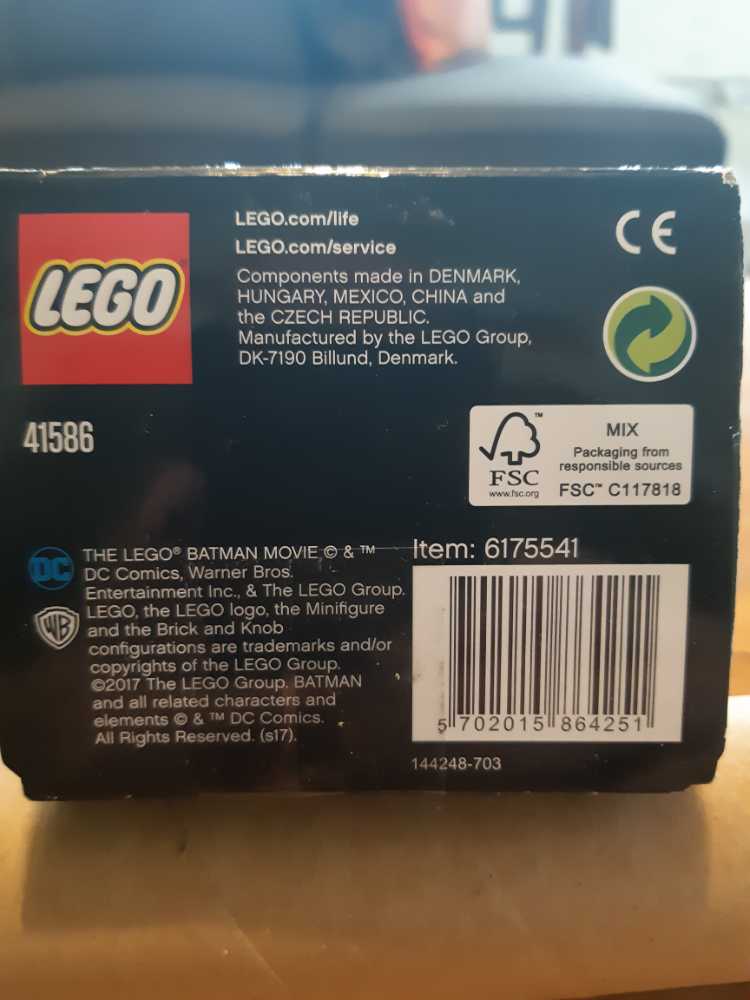 LEGO®
LEGO.com/life
LEGO.com/service
Components made in DENMARK,
HUNGARY, MEXICO, CHINA and
the CZECH REPUBLIC.
Manufactured by the LEGO Group,
DK-7190 Billund, Denmark.
CE
41586
FSC™
www.fsc.org
MIX
Packaging from
responsible sources
FSC™ C117818
DC
WB
THE LEGO® BATMAN MOVIE © & ™
DC Comics, Warner Bros.
Entertainment Inc., & The LEGO Group.
LEGO, the LEGO logo, the Minifigure
and the Brick and Knob
configurations are trademarks and/or
copyrights of the LEGO Group.
©2017 The LEGO Group. BATMAN
and all related characters and
elements © & ™ DC Comics.
All Rights Reserved. (s17).
Item: 6175541
5 702015 864251
144248-703